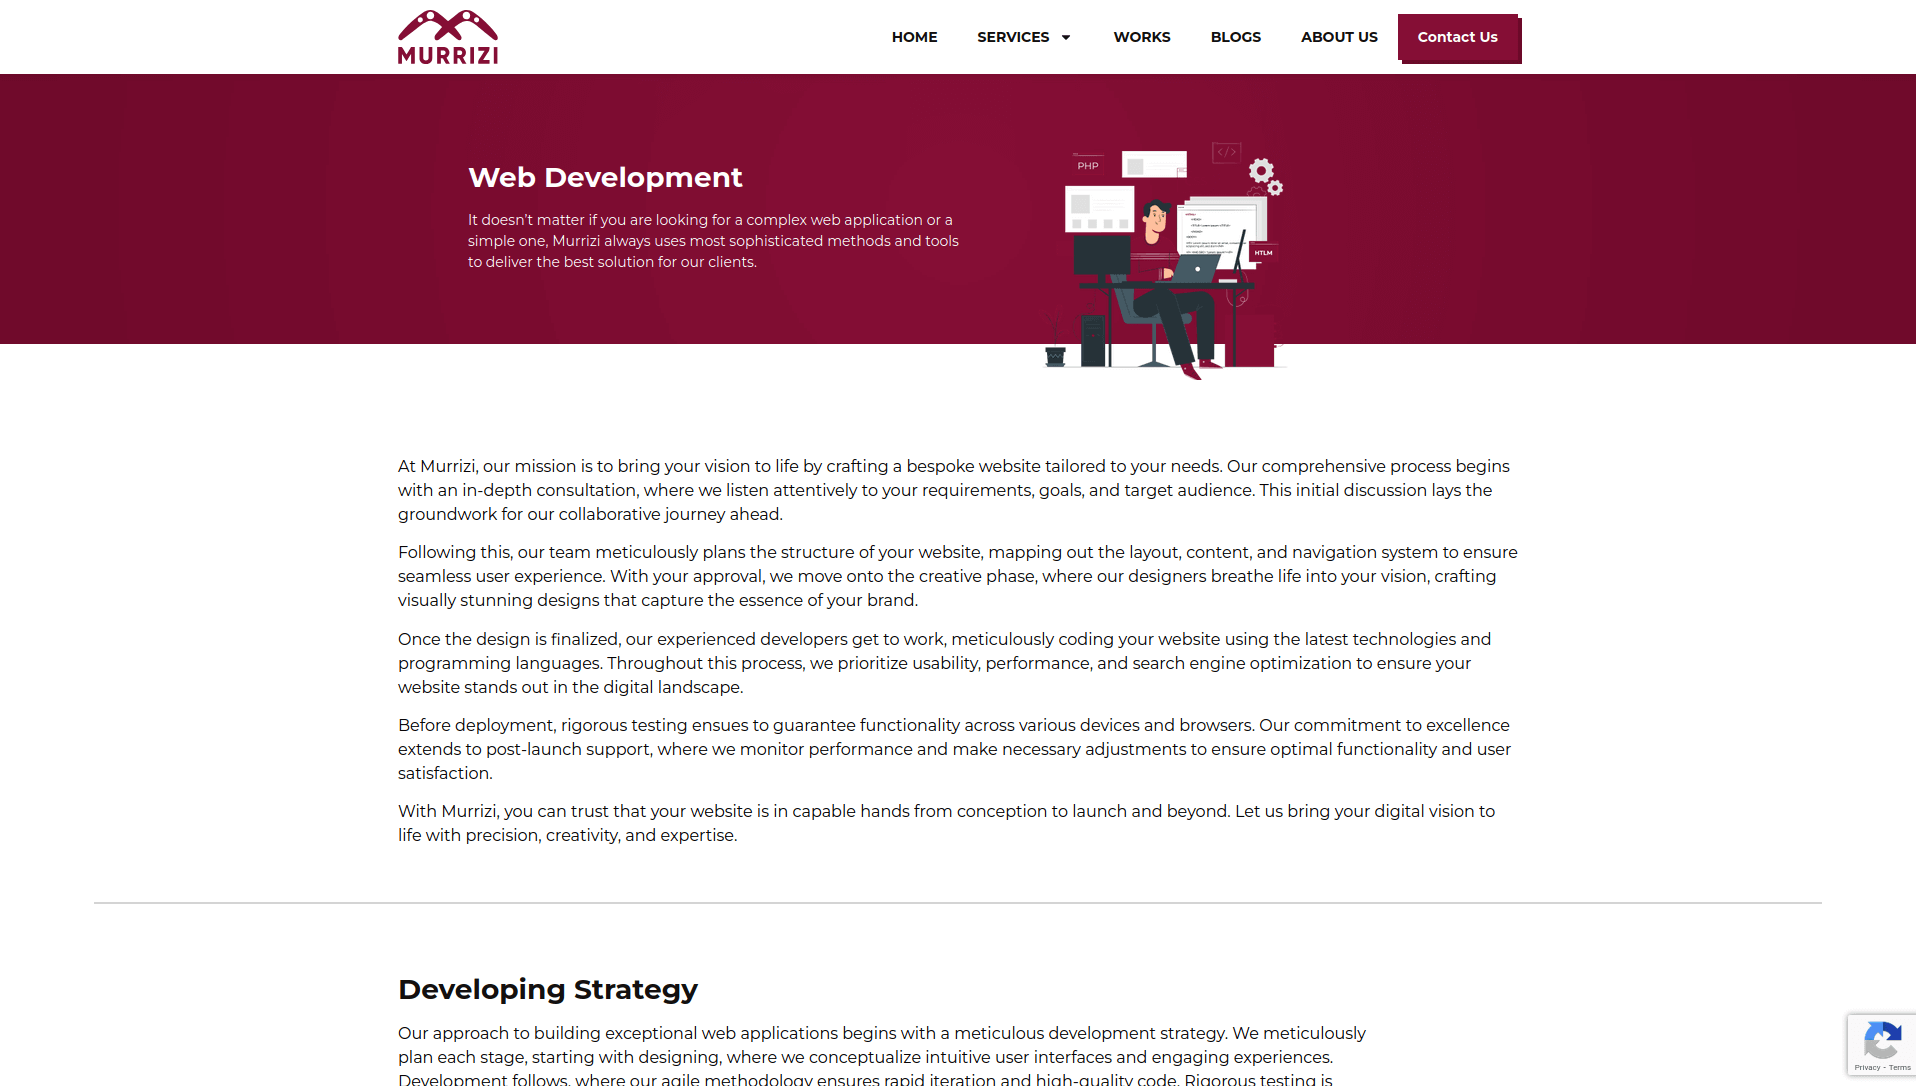 MURRIZI
HOME
SERVICES
WORKS
BLOGS
ABOUT US
Contact Us
Web Development
It doesn’t matter if you are looking for a complex web application or a
simple one, Murrizi always uses most sophisticated methods and tools
to deliver the best solution for our clients.
PHP
</>
HTLM
At Murrizi, our mission is to bring your vision to life by crafting a bespoke website tailored to your needs. Our comprehensive process begins
with an in-depth consultation, where we listen attentively to your requirements, goals, and target audience. This initial discussion lays the
groundwork for our collaborative journey ahead.
Following this, our team meticulously plans the structure of your website, mapping out the layout, content, and navigation system to ensure
seamless user experience. With your approval, we move onto the creative phase, where our designers breathe life into your vision, crafting
visually stunning designs that capture the essence of your brand.
Once the design is finalized, our experienced developers get to work, meticulously coding your website using the latest technologies and
programming languages. Throughout this process, we prioritize usability, performance, and search engine optimization to ensure your
website stands out in the digital landscape.
Before deployment, rigorous testing ensues to guarantee functionality across various devices and browsers. Our commitment to excellence
extends to post-launch support, where we monitor performance and make necessary adjustments to ensure optimal functionality and user
satisfaction.
With Murrizi, you can trust that your website is in capable hands from conception to launch and beyond. Let us bring your digital vision to
life with precision, creativity, and expertise.
Developing Strategy
Our approach to building exceptional web applications begins with a meticulous development strategy. We meticulously
plan each stage, starting with designing, where we conceptualize intuitive user interfaces and engaging experiences.
Development follows, where our agile methodology ensures rapid iteration and high-quality code. Rigorous testing is
Privacy - Terms